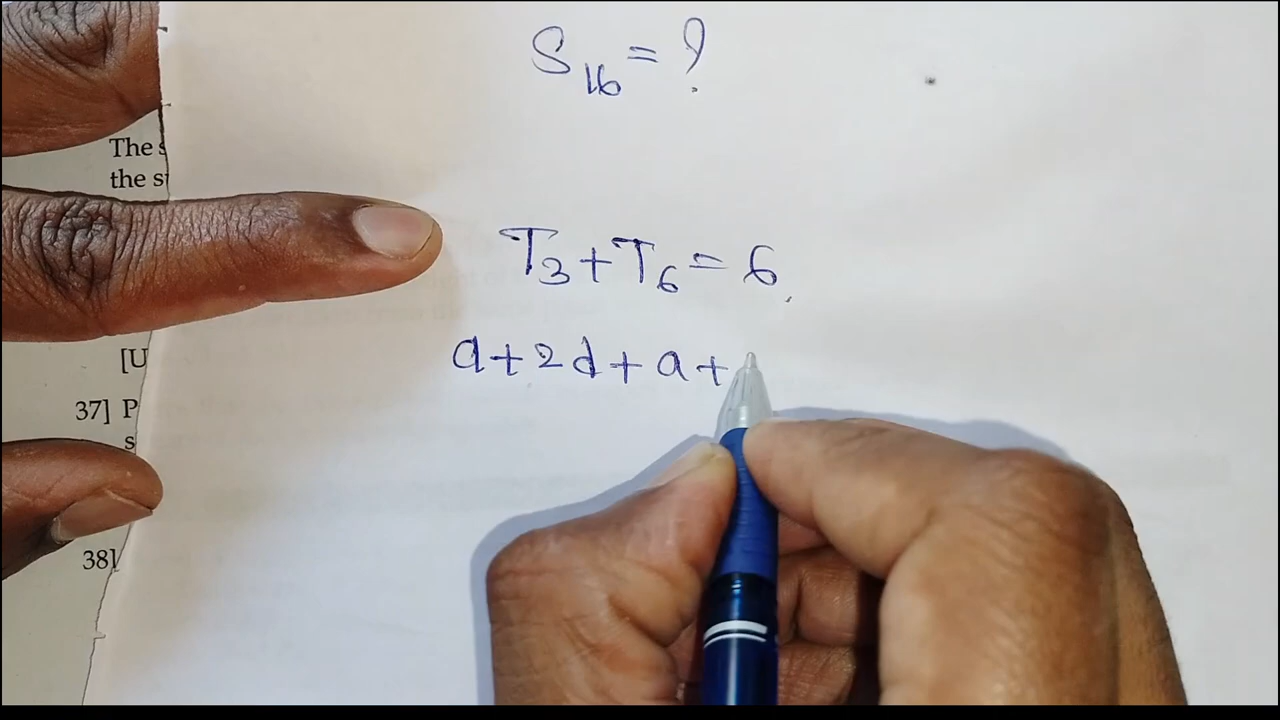 S16 = ?
The s
the s
T3 + T6 = 6
a + 2d + a +
[U
37] P
s
38]